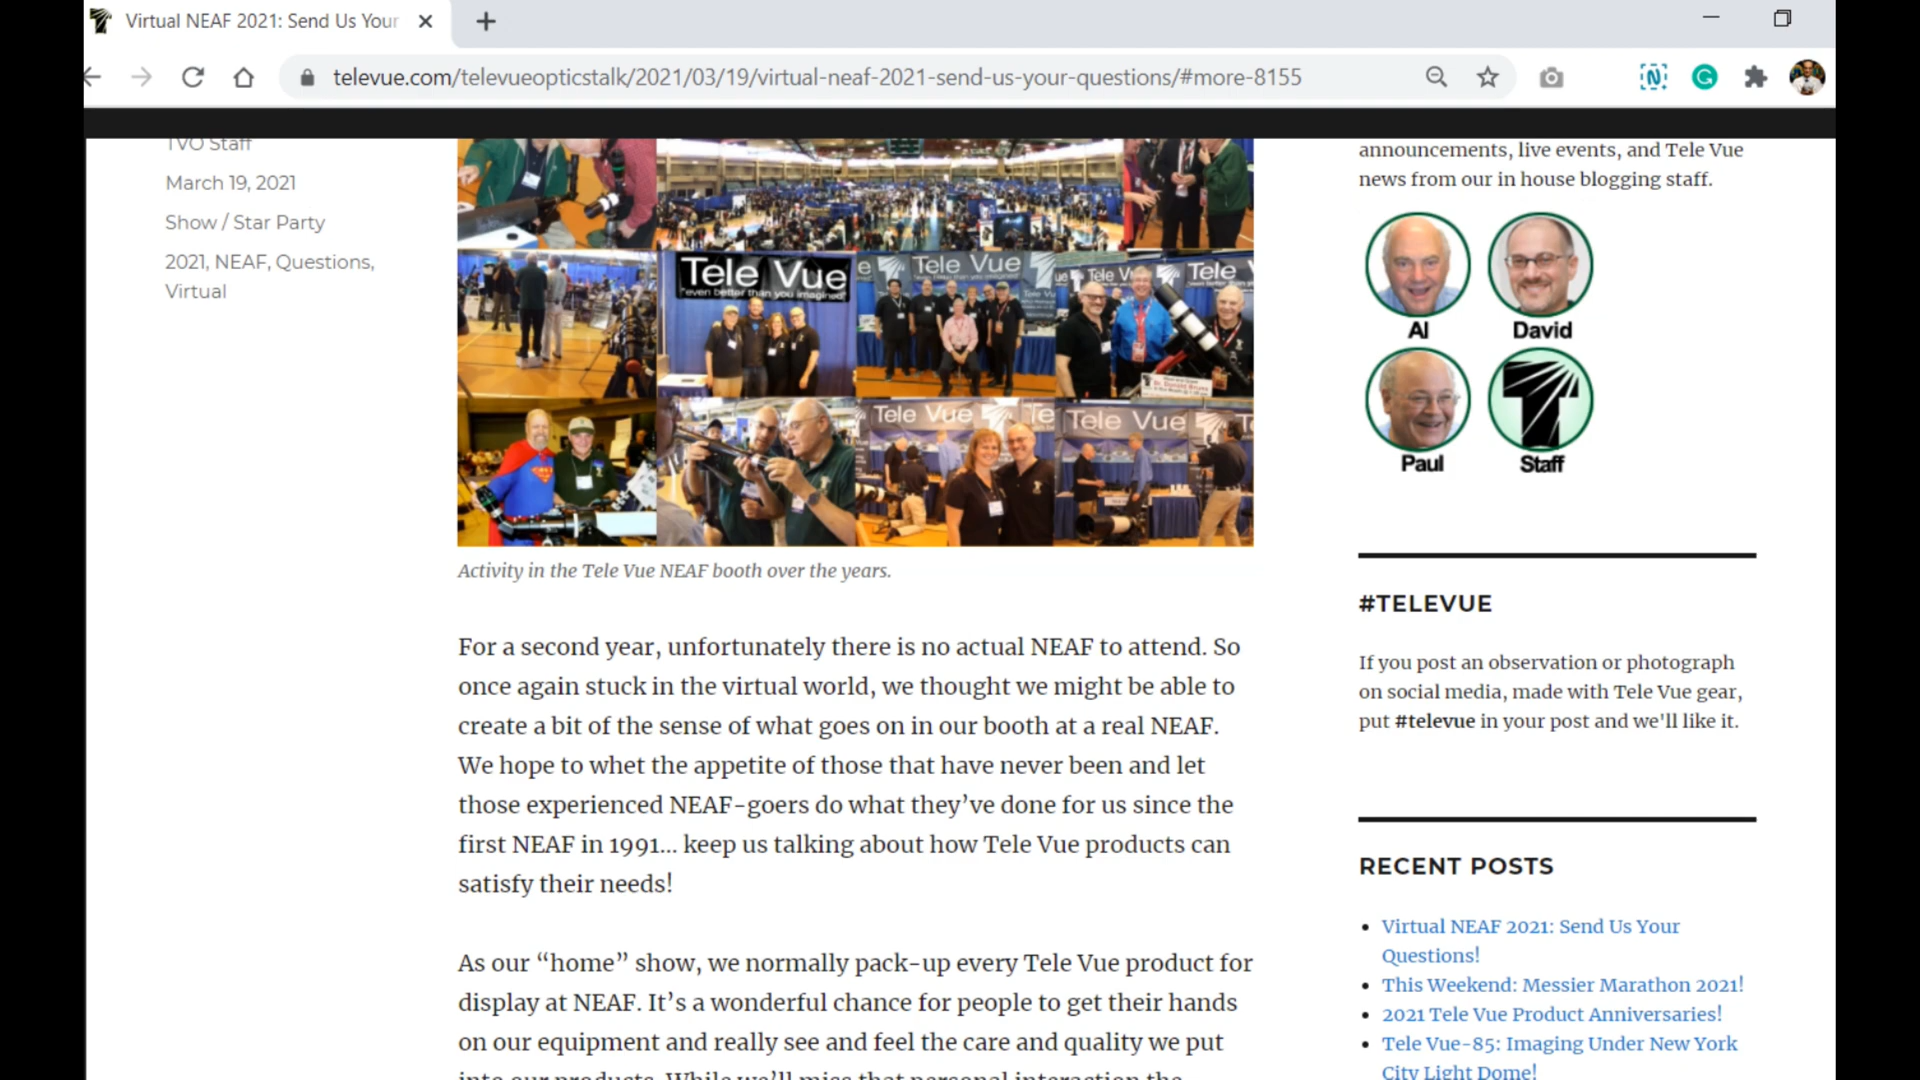 Virtual NEAF 2021: Send Us Your
televue.com/televueopticstalk/2021/03/19/virtual-neaf-2021-send-us-your-questions/#more-8155
TVO Staff
March 19, 2021
Show / Star Party
2021, NEAF, Questions,
Virtual
Tele Vue
"even better than you imagined"
Tele Vue
Tele Vue
Tele
Tele Vue
Te
Tele Vue
Activity in the Tele Vue NEAF booth over the years.
For a second year, unfortunately there is no actual NEAF to attend. So
once again stuck in the virtual world, we thought we might be able to
create a bit of the sense of what goes on in our booth at a real NEAF.
We hope to whet the appetite of those that have never been and let
those experienced NEAF-goers do what they’ve done for us since the
first NEAF in 1991… keep us talking about how Tele Vue products can
satisfy their needs!
As our “home” show, we normally pack-up every Tele Vue product for
display at NEAF. It’s a wonderful chance for people to get their hands
on our equipment and really see and feel the care and quality we put
into our products. While we’ll miss that personal interaction the
announcements, live events, and Tele Vue
news from our in house blogging staff.
Al
David
Paul
Staff
#TELEVUE
If you post an observation or photograph
on social media, made with Tele Vue gear,
put #televue in your post and we'll like it.
RECENT POSTS
Virtual NEAF 2021: Send Us Your
Questions!
This Weekend: Messier Marathon 2021!
2021 Tele Vue Product Anniversaries!
Tele Vue-85: Imaging Under New York
City Light Dome!